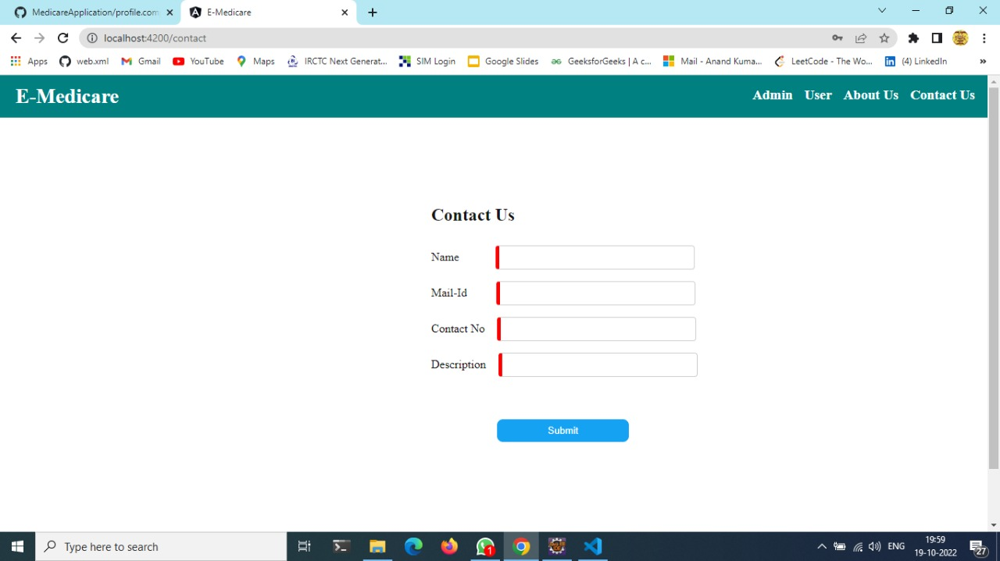 MedicareApplication/profile.com
E-Medicare
localhost:4200/contact
Apps
web.xml
Gmail
YouTube
Maps
IRCTC Next Generat...
SIM Login
Google Slides
GeeksforGeeks | A c...
Mail - Anand Kuma...
LeetCode - The Wo...
(4) LinkedIn
»
E-Medicare
Admin User About Us Contact Us
Contact Us
Name
Mail-Id
Contact No
Description
Submit
Type here to search
1
ENG
19:59
19-10-2022
27